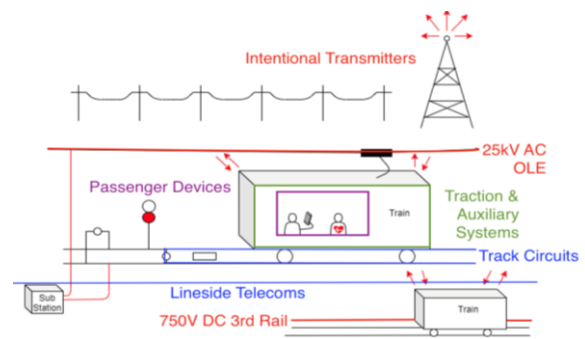 Intentional Transmitters
25kV AC
OLE
Passenger Devices
Train
Traction &
Auxiliary
Systems
Track Circuits
Lineside Telecoms
Sub
Station
750V DC 3rd Rail
Train